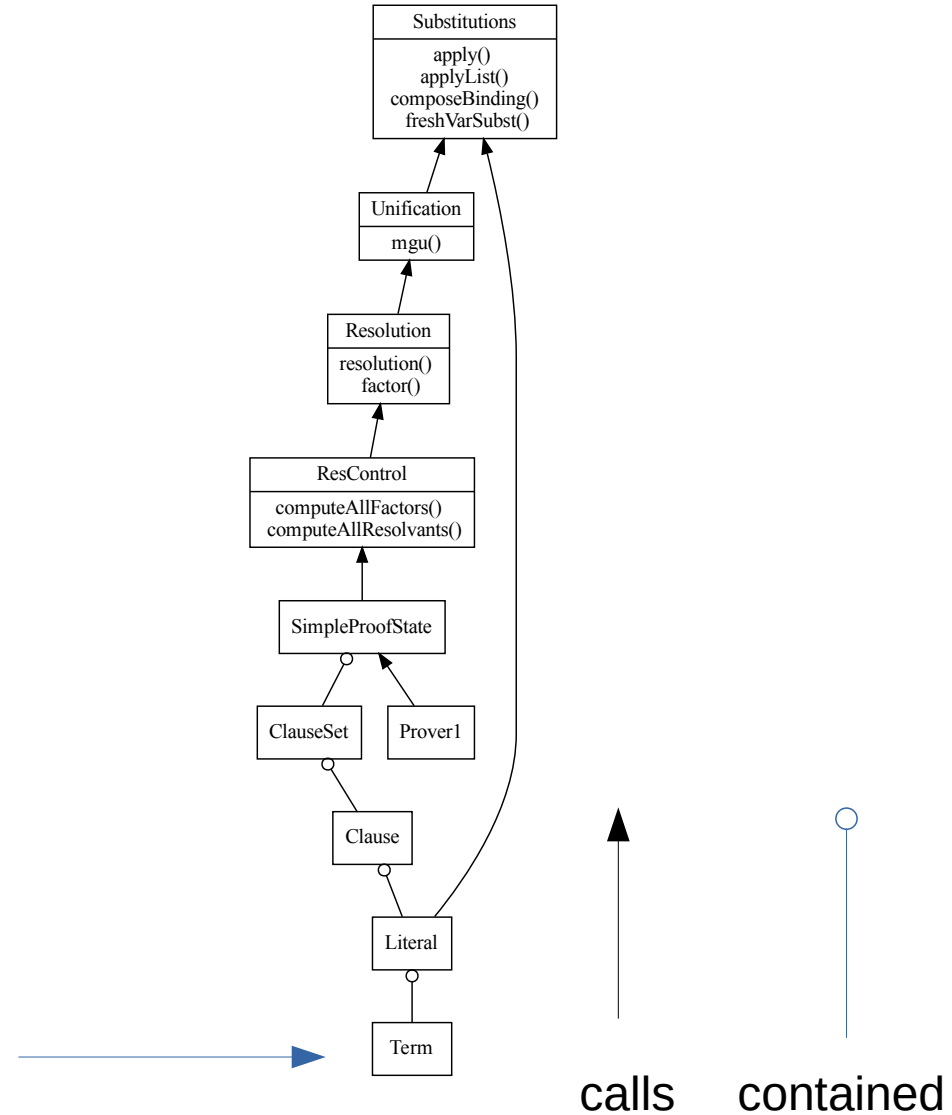 Substitutions
apply()
applyList()
composeBinding()
freshVarSubst()
Unification
mgu()
Resolution
resolution()
factor()
ResControl
computeAllFactors()
computeAllResolvants()
SimpleProofState
ClauseSet
Prover1
Clause
Literal
Term
calls
contained